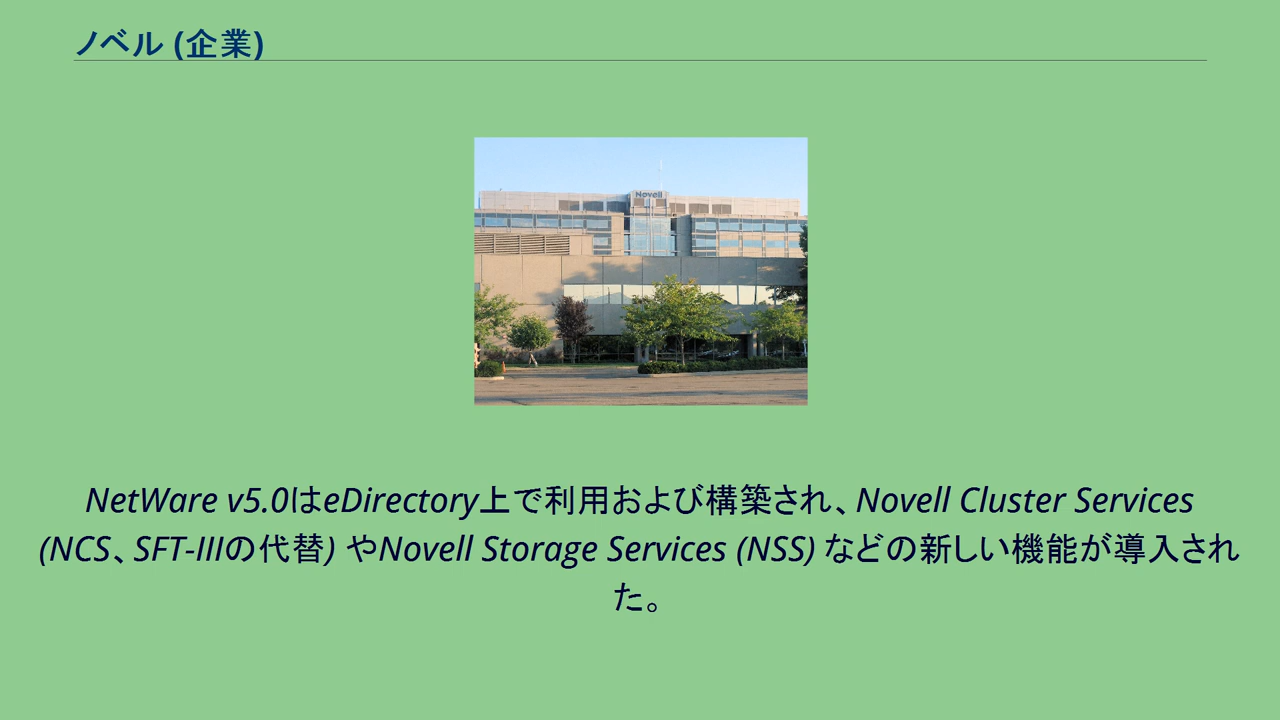 ノベル (企業)
Novell
NetWare v5.0はeDirectory上で利用および構築され、Novell Cluster Services
(NCS、SFT-IIIの代替) やNovell Storage Services (NSS) などの新しい機能が導入され
た。